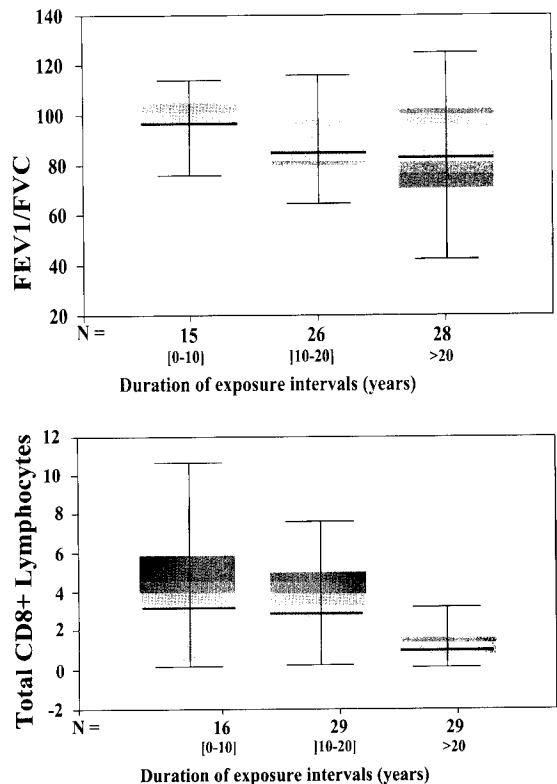 FEV1/FVC
140
120
100
80
60
40
20
N = 15 26 28
[0-10] ]10-20] >20
Duration of exposure intervals (years)
Total CD8+ Lymphocytes
12
10
8
6
4
2
0
-2
N = 16 29 29
[0-10] ]10-20] >20
Duration of exposure intervals (years)